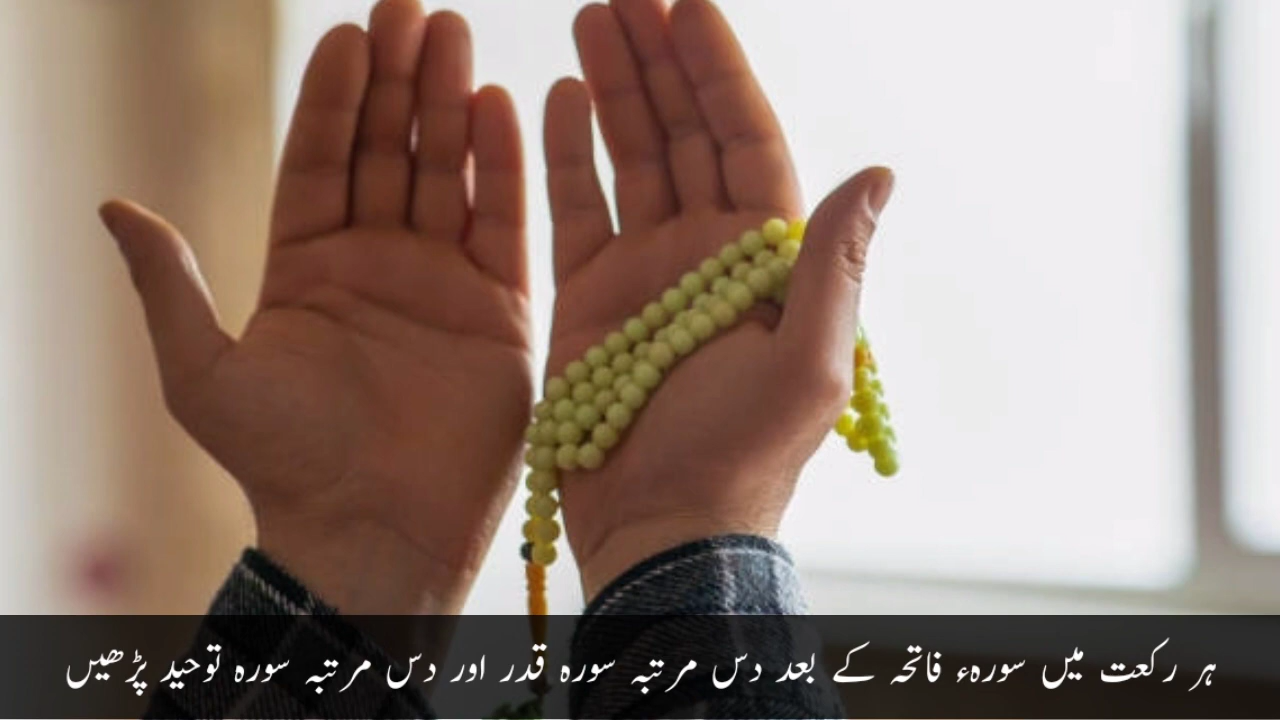 ہر رکعت میں سورہء فاتحہ کے بعد دس مرتبہ سورہ قدر اور دس مرتبہ سورہ توحید پڑھیں